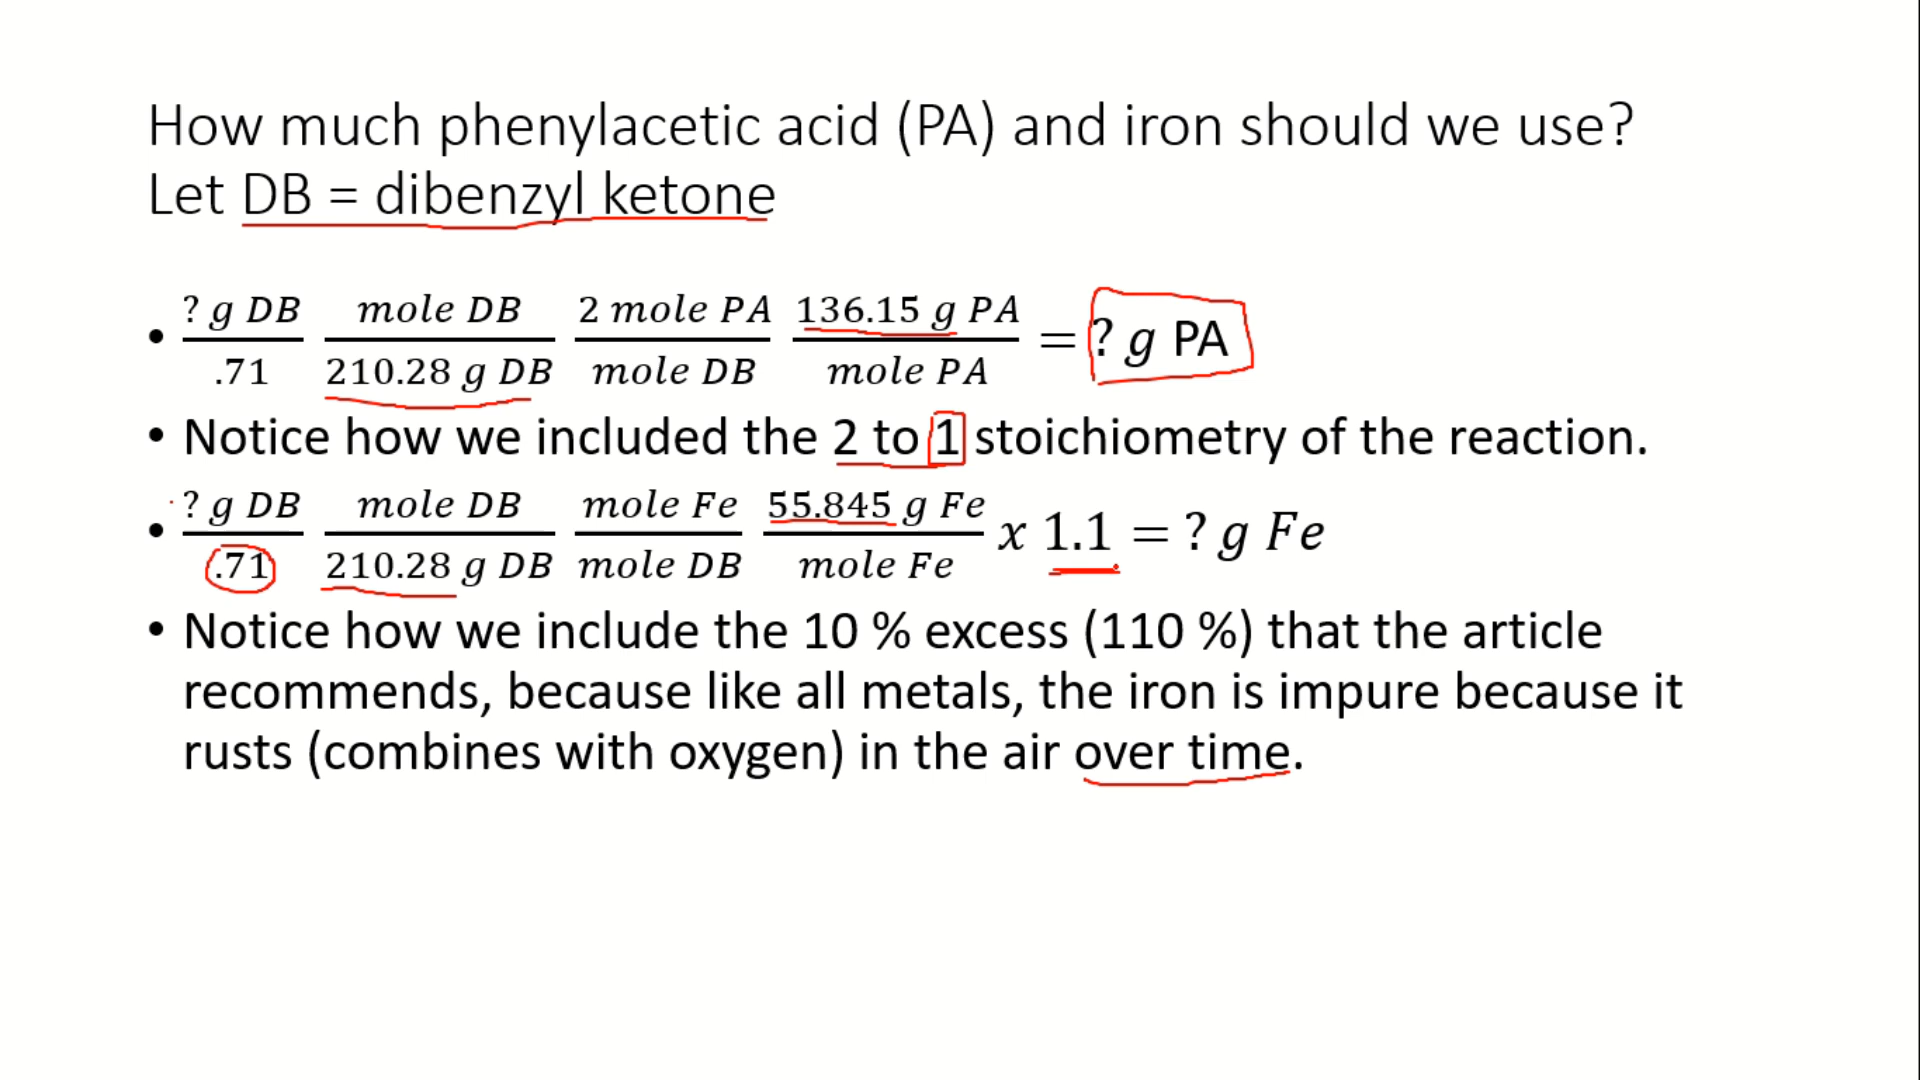 How much phenylacetic acid (PA) and iron should we use?
Let DB = dibenzyl ketone
• ? g DB / .71 mole DB / 210.28 g DB 2 mole PA / mole DB 136.15 g PA / mole PA = ? g PA
• Notice how we included the 2 to 1 stoichiometry of the reaction.
• ? g DB / .71 mole DB / 210.28 g DB mole Fe / mole DB 55.845 g Fe / mole Fe x 1.1 = ? g Fe
• Notice how we include the 10 % excess (110 %) that the article
recommends, because like all metals, the iron is impure because it
rusts (combines with oxygen) in the air over time.